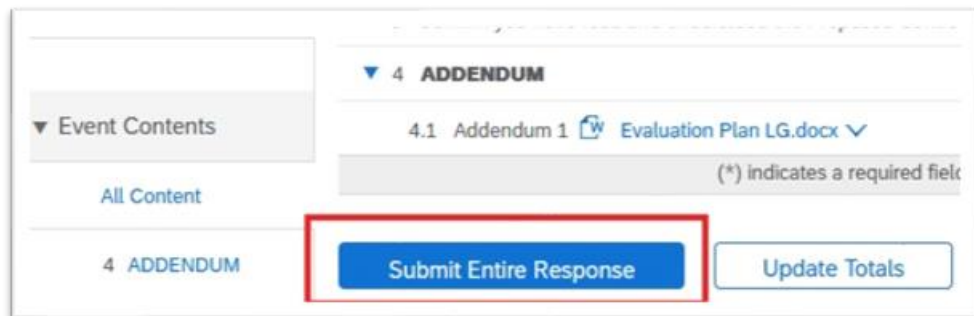 ▼ 4 ADDENDUM
▼ Event Contents
4.1 Addendum 1 Evaluation Plan LG.docx
(*) indicates a required field
All Content
4 ADDENDUM
Submit Entire Response
Update Totals